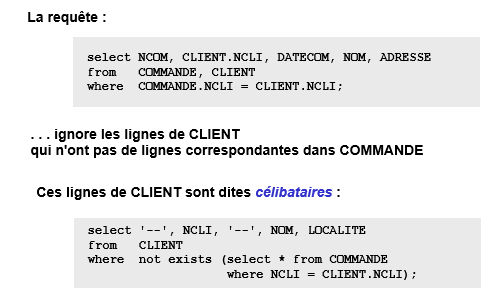 La requête :
select NCOM, CLIENT.NCLI, DATECOM, NOM, ADRESSE
from COMMANDE, CLIENT
where COMMANDE.NCLI = CLIENT.NCLI;
. . . ignore les lignes de CLIENT
qui n'ont pas de lignes correspondantes dans COMMANDE
Ces lignes de CLIENT sont dites célibataires :
select '--', NCLI, '--', NOM, LOCALITE
from CLIENT
where not exists (select * from COMMANDE
where NCLI = CLIENT.NCLI);